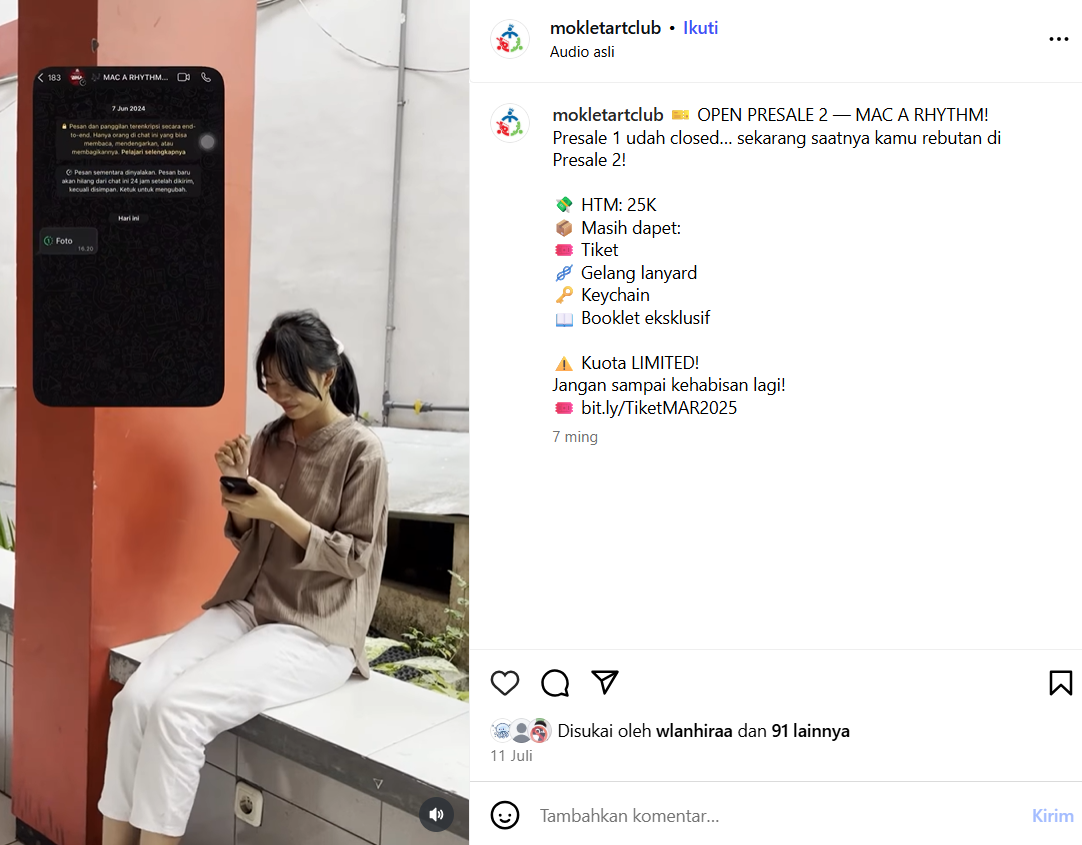 183
MAC A RHYTHM...
7 Jun 2024
Pesan dan panggilan terenkripsi secara end-
to-end. Hanya orang di chat ini yang bisa
membaca, mendengarkan, atau
membagikannya. Pelajari selengkapnya
Pesan sementara dinyalakan. Pesan baru
akan hilang dari chat ini 24 jam setelah dikirim,
kecuali disimpan. Ketuk untuk mengubah.
Hari ini
Foto
19.20
mokletartclub • Ikuti
Audio asli
mokletartclub 🎫 OPEN PRESALE 2 — MAC A RHYTHM!
Presale 1 udah closed... sekarang saatnya kamu rebutan di
Presale 2!
💸 HTM: 25K
📦 Masih dapet:
🎟️ Tiket
🪢 Gelang lanyard
🔑 Keychain
📖 Booklet eksklusif
⚠️ Kuota LIMITED!
Jangan sampai kehabisan lagi!
🎟️ bit.ly/TiketMAR2025
7 ming
Disukai oleh wlanhiraa dan 91 lainnya
11 Juli
Tambahkan komentar...
Kirim